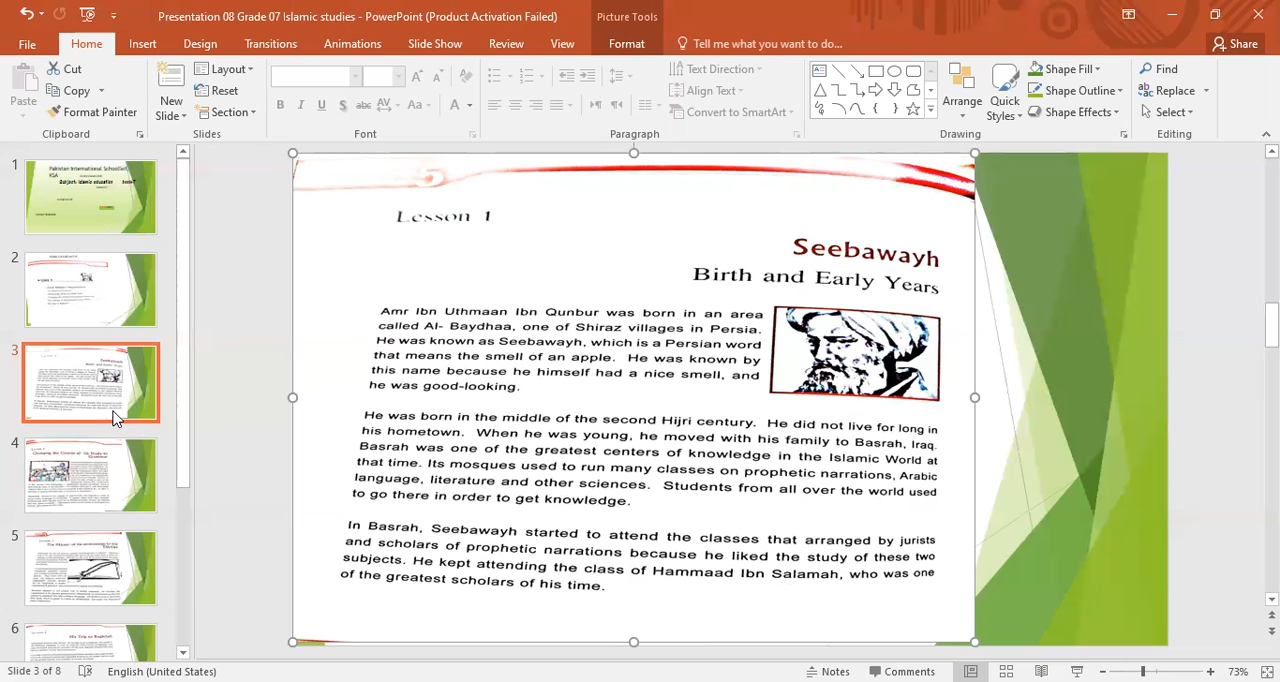 Presentation 08 Grade 07 Islamic studies - PowerPoint (Product Activation Failed)
Picture Tools
File
Home
Insert
Design
Transitions
Animations
Slide Show
Review
View
Format
Tell me what you want to do...
Share
Paste
Cut
Copy
Format Painter
Clipboard
New Slide
Layout
Reset
Section
Slides
Font
Text Direction
Align Text
Convert to SmartArt
Paragraph
Arrange
Quick Styles
Shape Fill
Shape Outline
Shape Effects
Drawing
Find
Replace
Select
Editing
1
2
3
4
5
6
Lesson 1
Seebawayh
Birth and Early Years
Amr Ibn Uthmaan Ibn Qunbur was born in an area
called Al- Baydhaa, one of Shiraz villages in Persia.
He was known as Seebawayh, which is a Persian word
that means the smell of an apple. He was known by
this name because he himself had a nice smell, and
he was good-looking.
He was born in the middle of the second Hijri century. He did not live for long in
his hometown. When he was young, he moved with his family to Basrah, Iraq.
Basrah was one of the greatest centers of knowledge in the Islamic World at
that time. Its mosques used to run many classes on prophetic narrations, Arabic
language, literature and other sciences. Students from all over the world used
to go there in order to get knowledge.
In Basrah, Seebawayh started to attend the classes that arranged by jurists
and scholars of prophetic narrations because he liked the study of these two
subjects. He kept attending the class of Hammaad Ibn Salamah, who was one
of the greatest scholars of his time.
Slide 3 of 8
English (United States)
Notes
Comments
73%